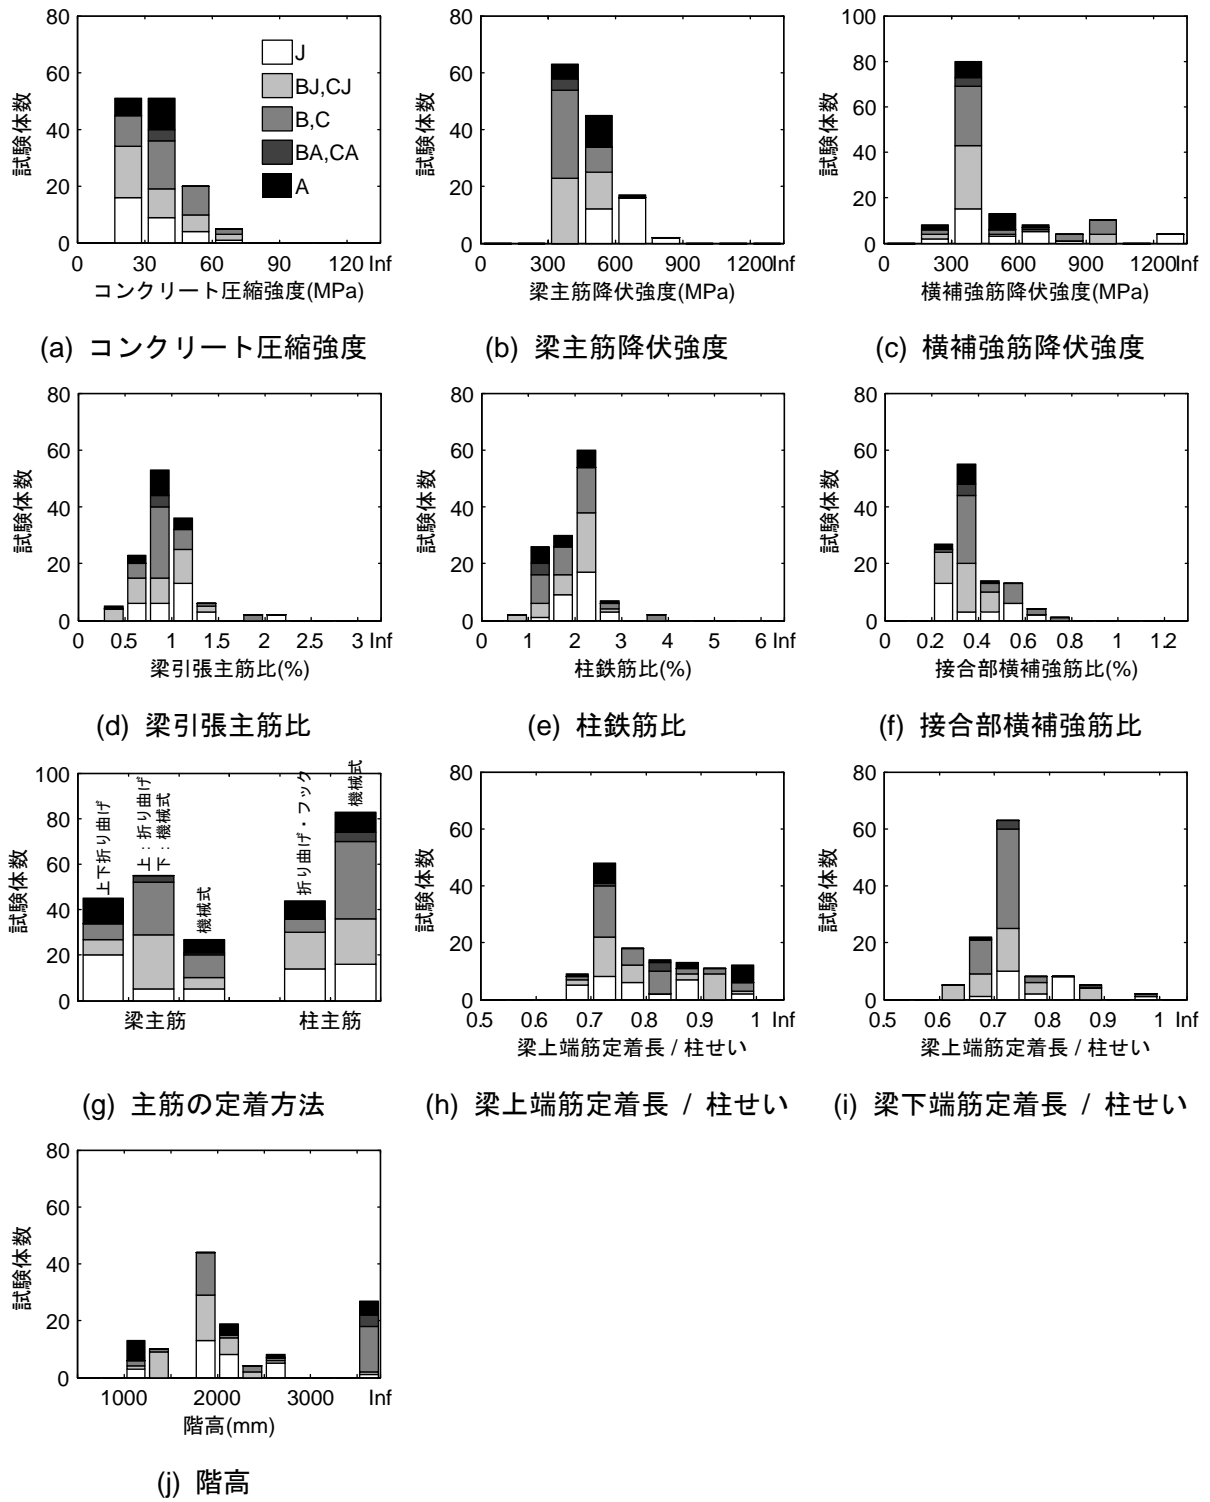 80
60
40
20
0
試験体数
J
BJ,CJ
B,C
BA,CA
A
0 30 60 90 120 Inf
コンクリート圧縮強度(MPa)
(a) コンクリート圧縮強度
80
60
40
20
0
試験体数
0 300 600 900 1200Inf
梁主筋降伏強度(MPa)
(b) 梁主筋降伏強度
100
80
60
40
20
0
試験体数
0 300 600 900 1200Inf
横補強筋降伏強度(MPa)
(c) 横補強筋降伏強度
80
60
40
20
0
試験体数
0 0.5 1 1.5 2 2.5 3 Inf
梁引張主筋比(%)
(d) 梁引張主筋比
80
60
40
20
0
試験体数
0 1 2 3 4 5 6 Inf
柱鉄筋比(%)
(e) 柱鉄筋比
80
60
40
20
0
試験体数
0 0.2 0.4 0.6 0.8 1 1.2
接合部横補強筋比(%)
(f) 接合部横補強筋比
100
80
60
40
20
0
試験体数
上下折り曲げ
上：折り曲げ
下：機械式
機械式
折り曲げ・フック
機械式
梁主筋 柱主筋
(g) 主筋の定着方法
80
60
40
20
0
試験体数
0.5 0.6 0.7 0.8 0.9 1 Inf
梁上端筋定着長 / 柱せい
(h) 梁上端筋定着長 / 柱せい
80
60
40
20
0
試験体数
0.5 0.6 0.7 0.8 0.9 1 Inf
梁上端筋定着長 / 柱せい
(i) 梁下端筋定着長 / 柱せい
80
60
40
20
0
試験体数
1000 2000 3000 Inf
階高(mm)
(j) 階高